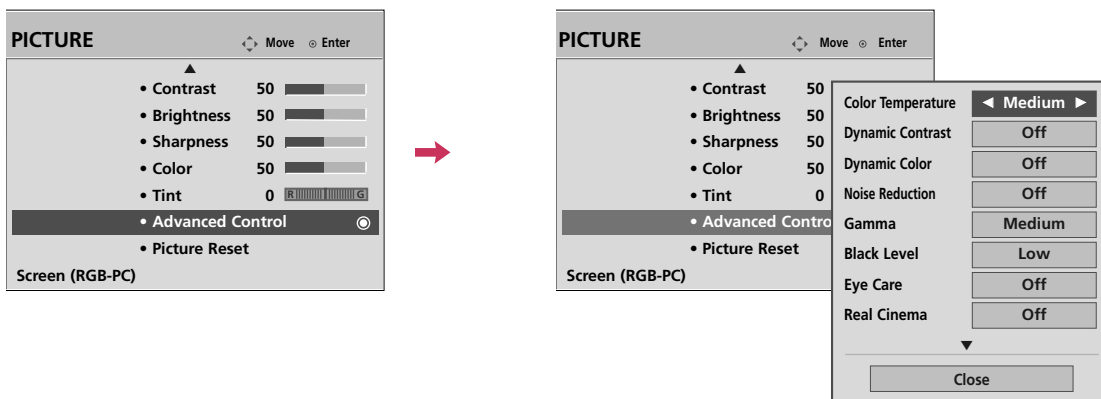 PICTURE Move Enter
• Contrast 50
• Brightness 50
• Sharpness 50
• Color 50
• Tint 0 R G
• Advanced Control
• Picture Reset
Screen (RGB-PC)
PICTURE Move Enter
• Contrast 50
• Brightness 50
• Sharpness 50
• Color 50
• Tint 0
• Advanced Contro
• Picture Reset
Screen (RGB-PC)
Color Temperature ◀ Medium ▶
Dynamic Contrast Off
Dynamic Color Off
Noise Reduction Off
Gamma Medium
Black Level Low
Eye Care Off
Real Cinema Off
Close